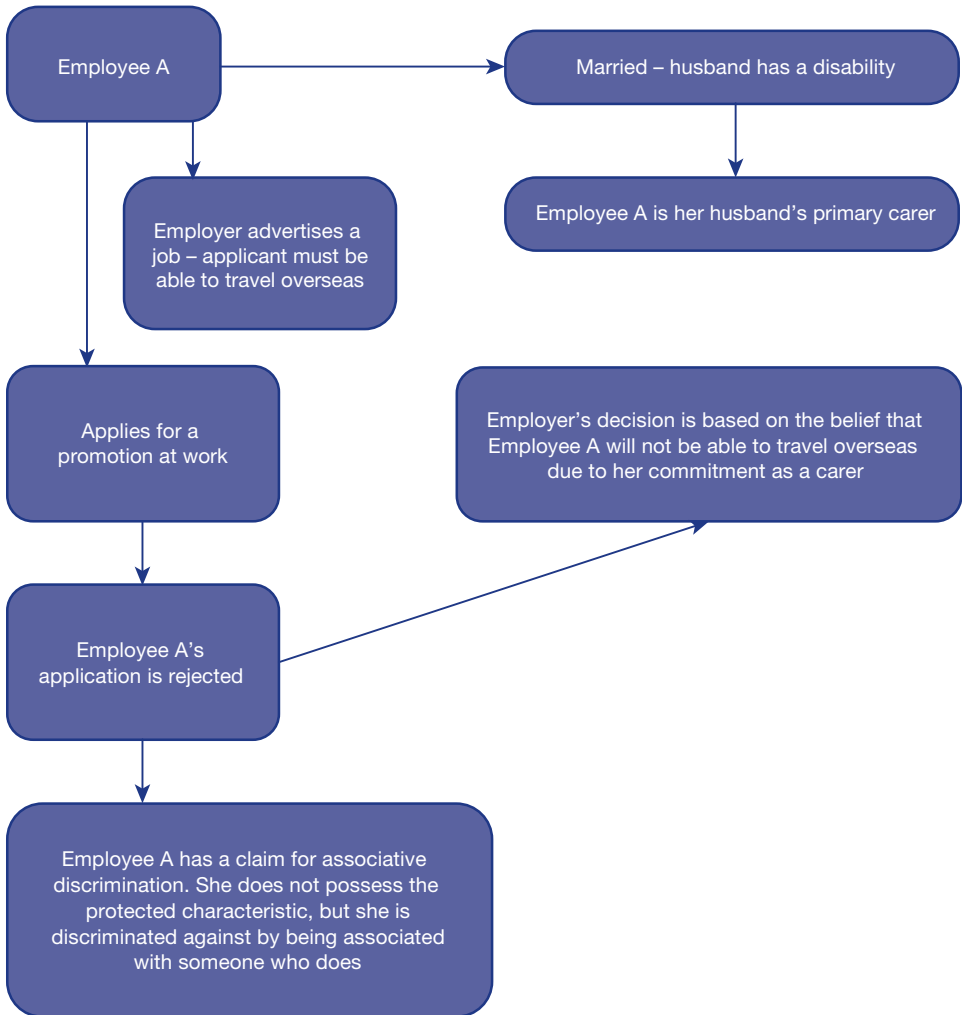 Employee A
Married – husband has a disability
Employee A is her husband’s primary carer
Employer advertises a
job – applicant must be
able to travel overseas
Applies for a
promotion at work
Employer’s decision is based on the belief that
Employee A will not be able to travel overseas
due to her commitment as a carer
Employee A’s
application is rejected
Employee A has a claim for associative
discrimination. She does not possess the
protected characteristic, but she is
discriminated against by being associated
with someone who does